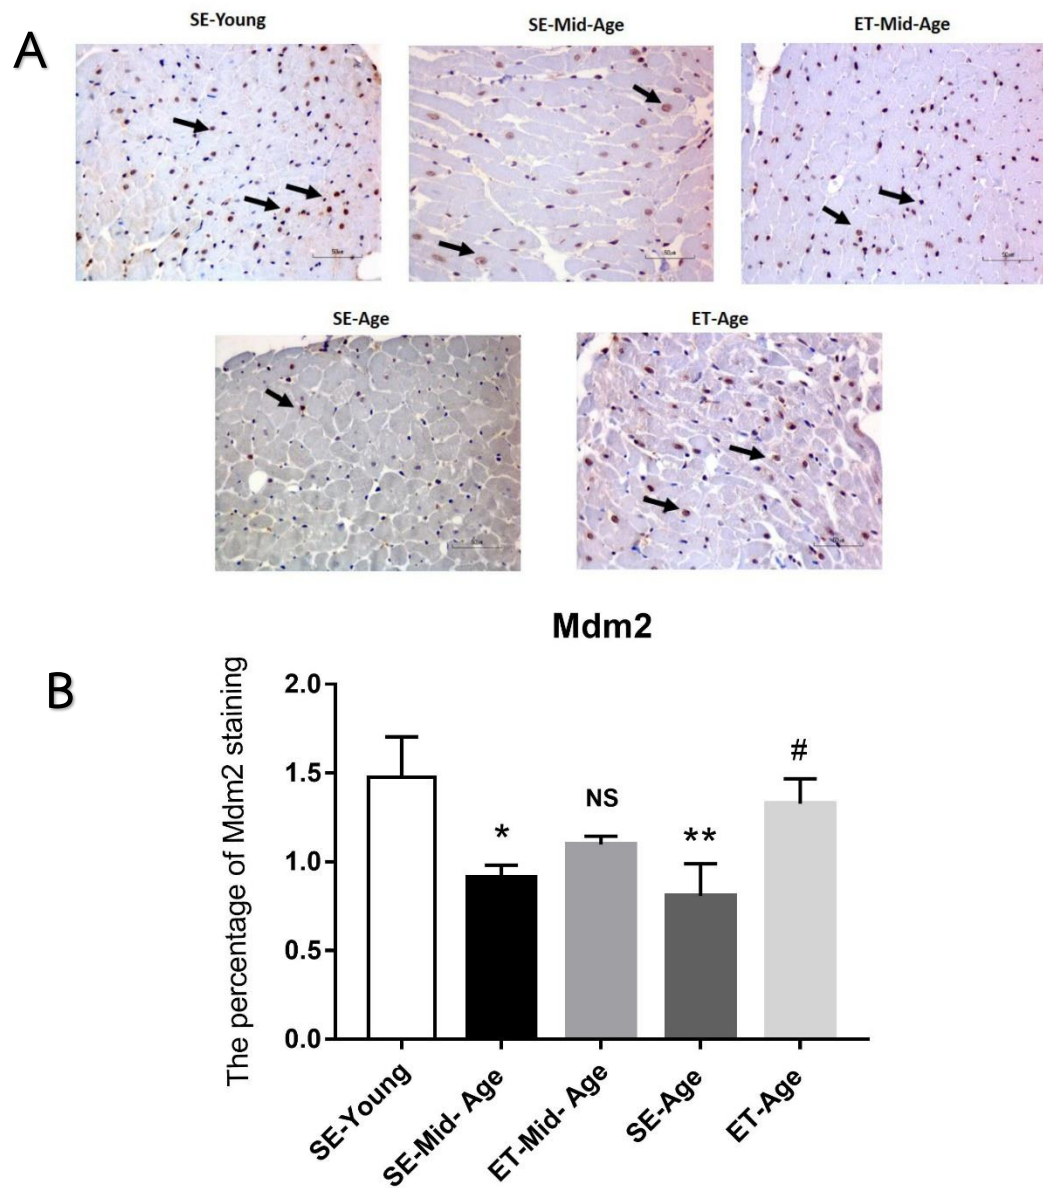 A
SE-Young
SE-Mid-Age
ET-Mid-Age
SE-Age
ET-Age
Mdm2
B
The percentage of Mdm2 staining
2.0
1.5
1.0
0.5
0.0
*
NS
**
#
SE-Young
SE-Mid- Age
ET-Mid- Age
SE-Age
ET-Age